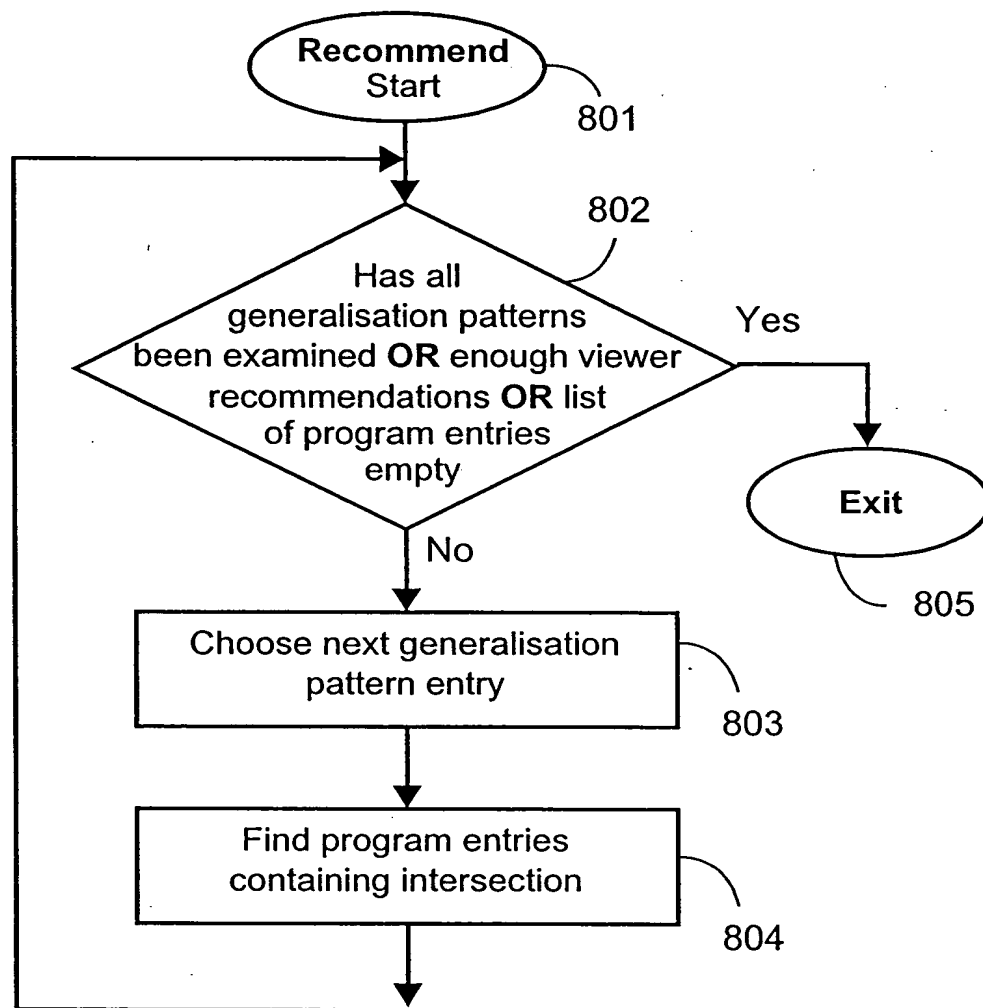 Recommend
Start
801
802
Has all
generalisation patterns
been examined OR enough viewer
recommendations OR list
of program entries
empty
Yes
Exit
805
No
Choose next generalisation
pattern entry
803
Find program entries
containing intersection
804